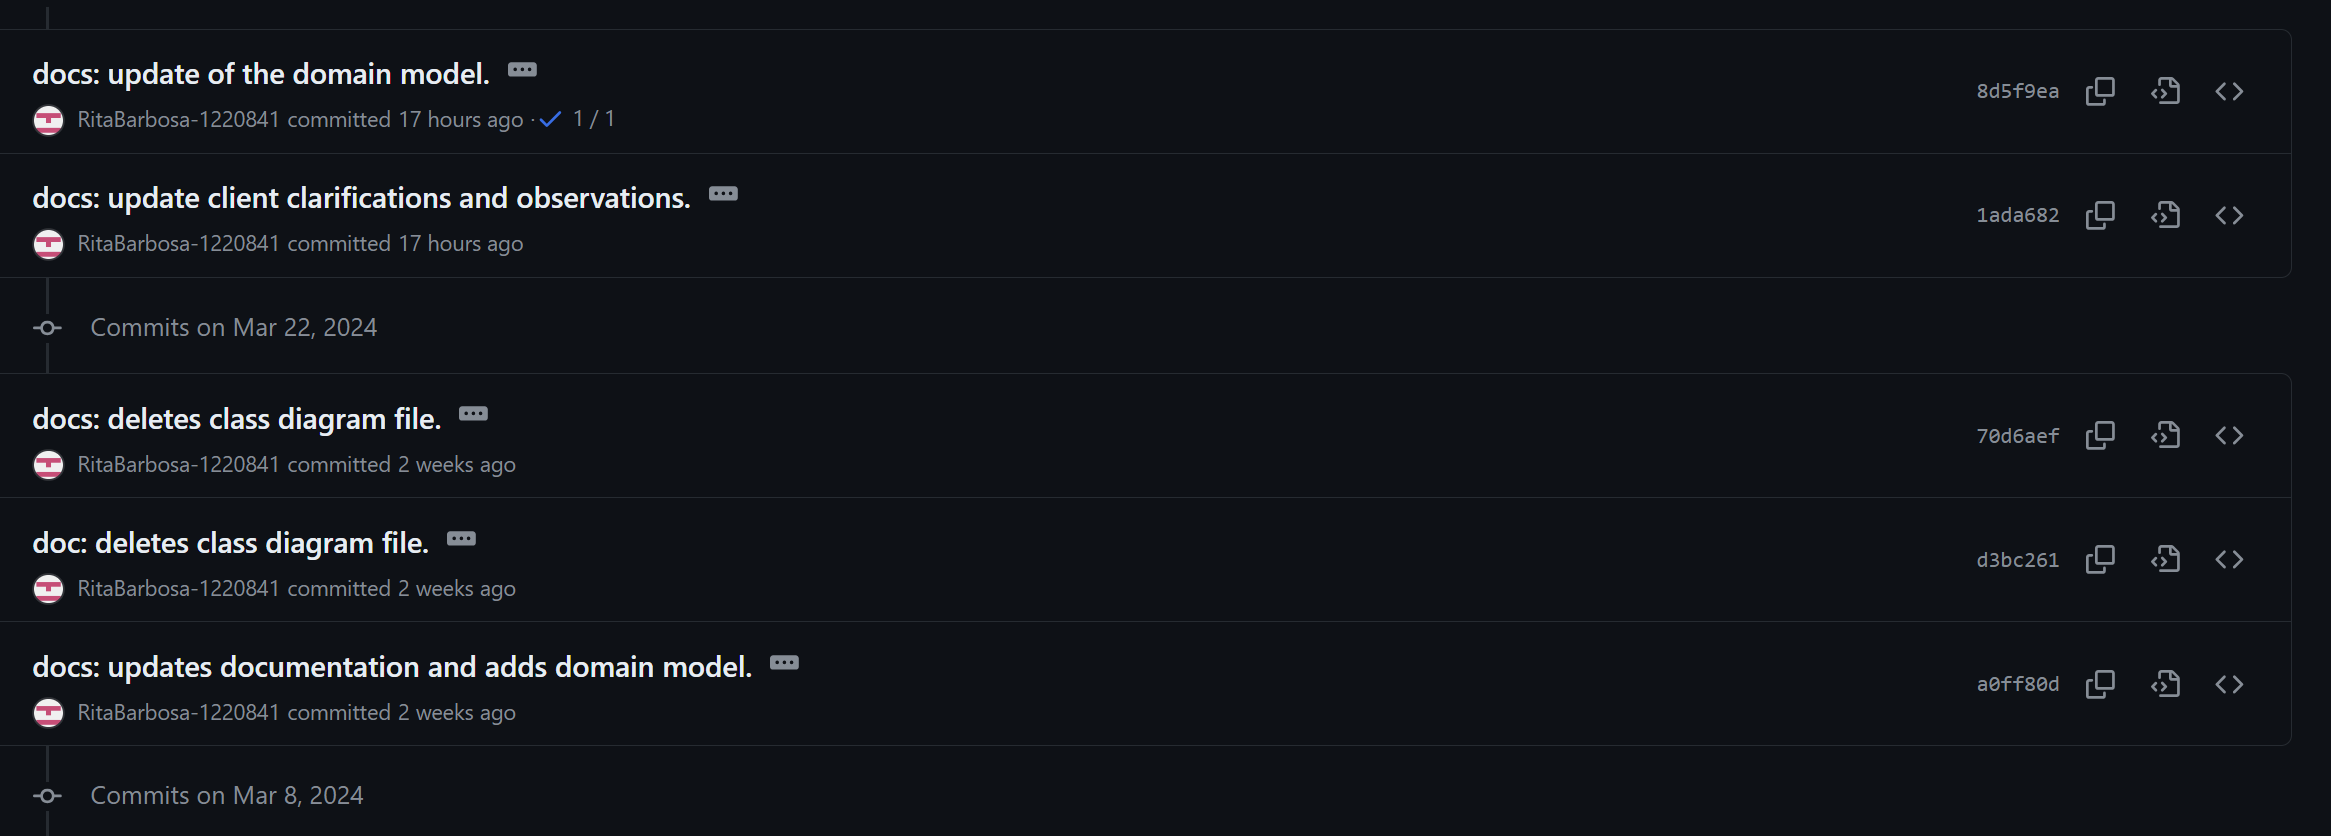 docs: update of the domain model.
RitaBarbosa-1220841 committed 17 hours ago · 1 / 1
8d5f9ea
docs: update client clarifications and observations.
RitaBarbosa-1220841 committed 17 hours ago
1ada682
Commits on Mar 22, 2024
docs: deletes class diagram file.
RitaBarbosa-1220841 committed 2 weeks ago
70d6aef
doc: deletes class diagram file.
RitaBarbosa-1220841 committed 2 weeks ago
d3bc261
docs: updates documentation and adds domain model.
RitaBarbosa-1220841 committed 2 weeks ago
a0ff80d
Commits on Mar 8, 2024